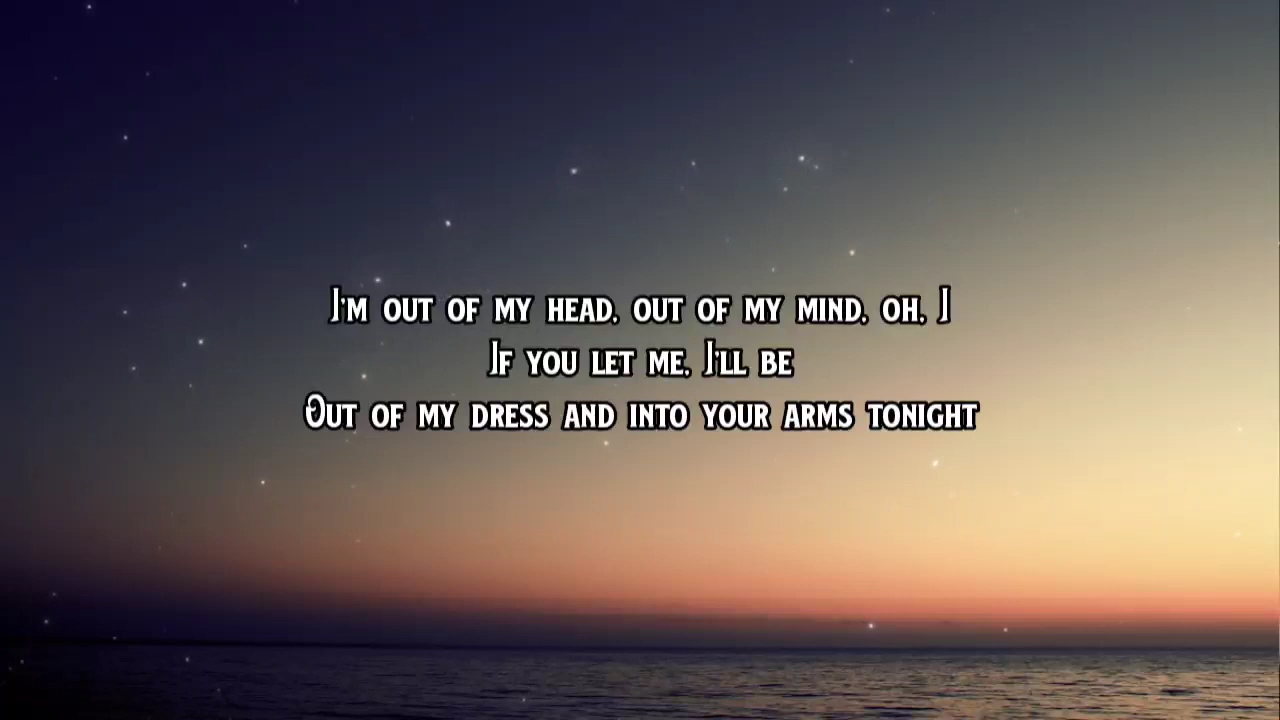 I'm out of my head, out of my mind, oh, I
If you let me, I'll be
Out of my dress and into your arms tonight